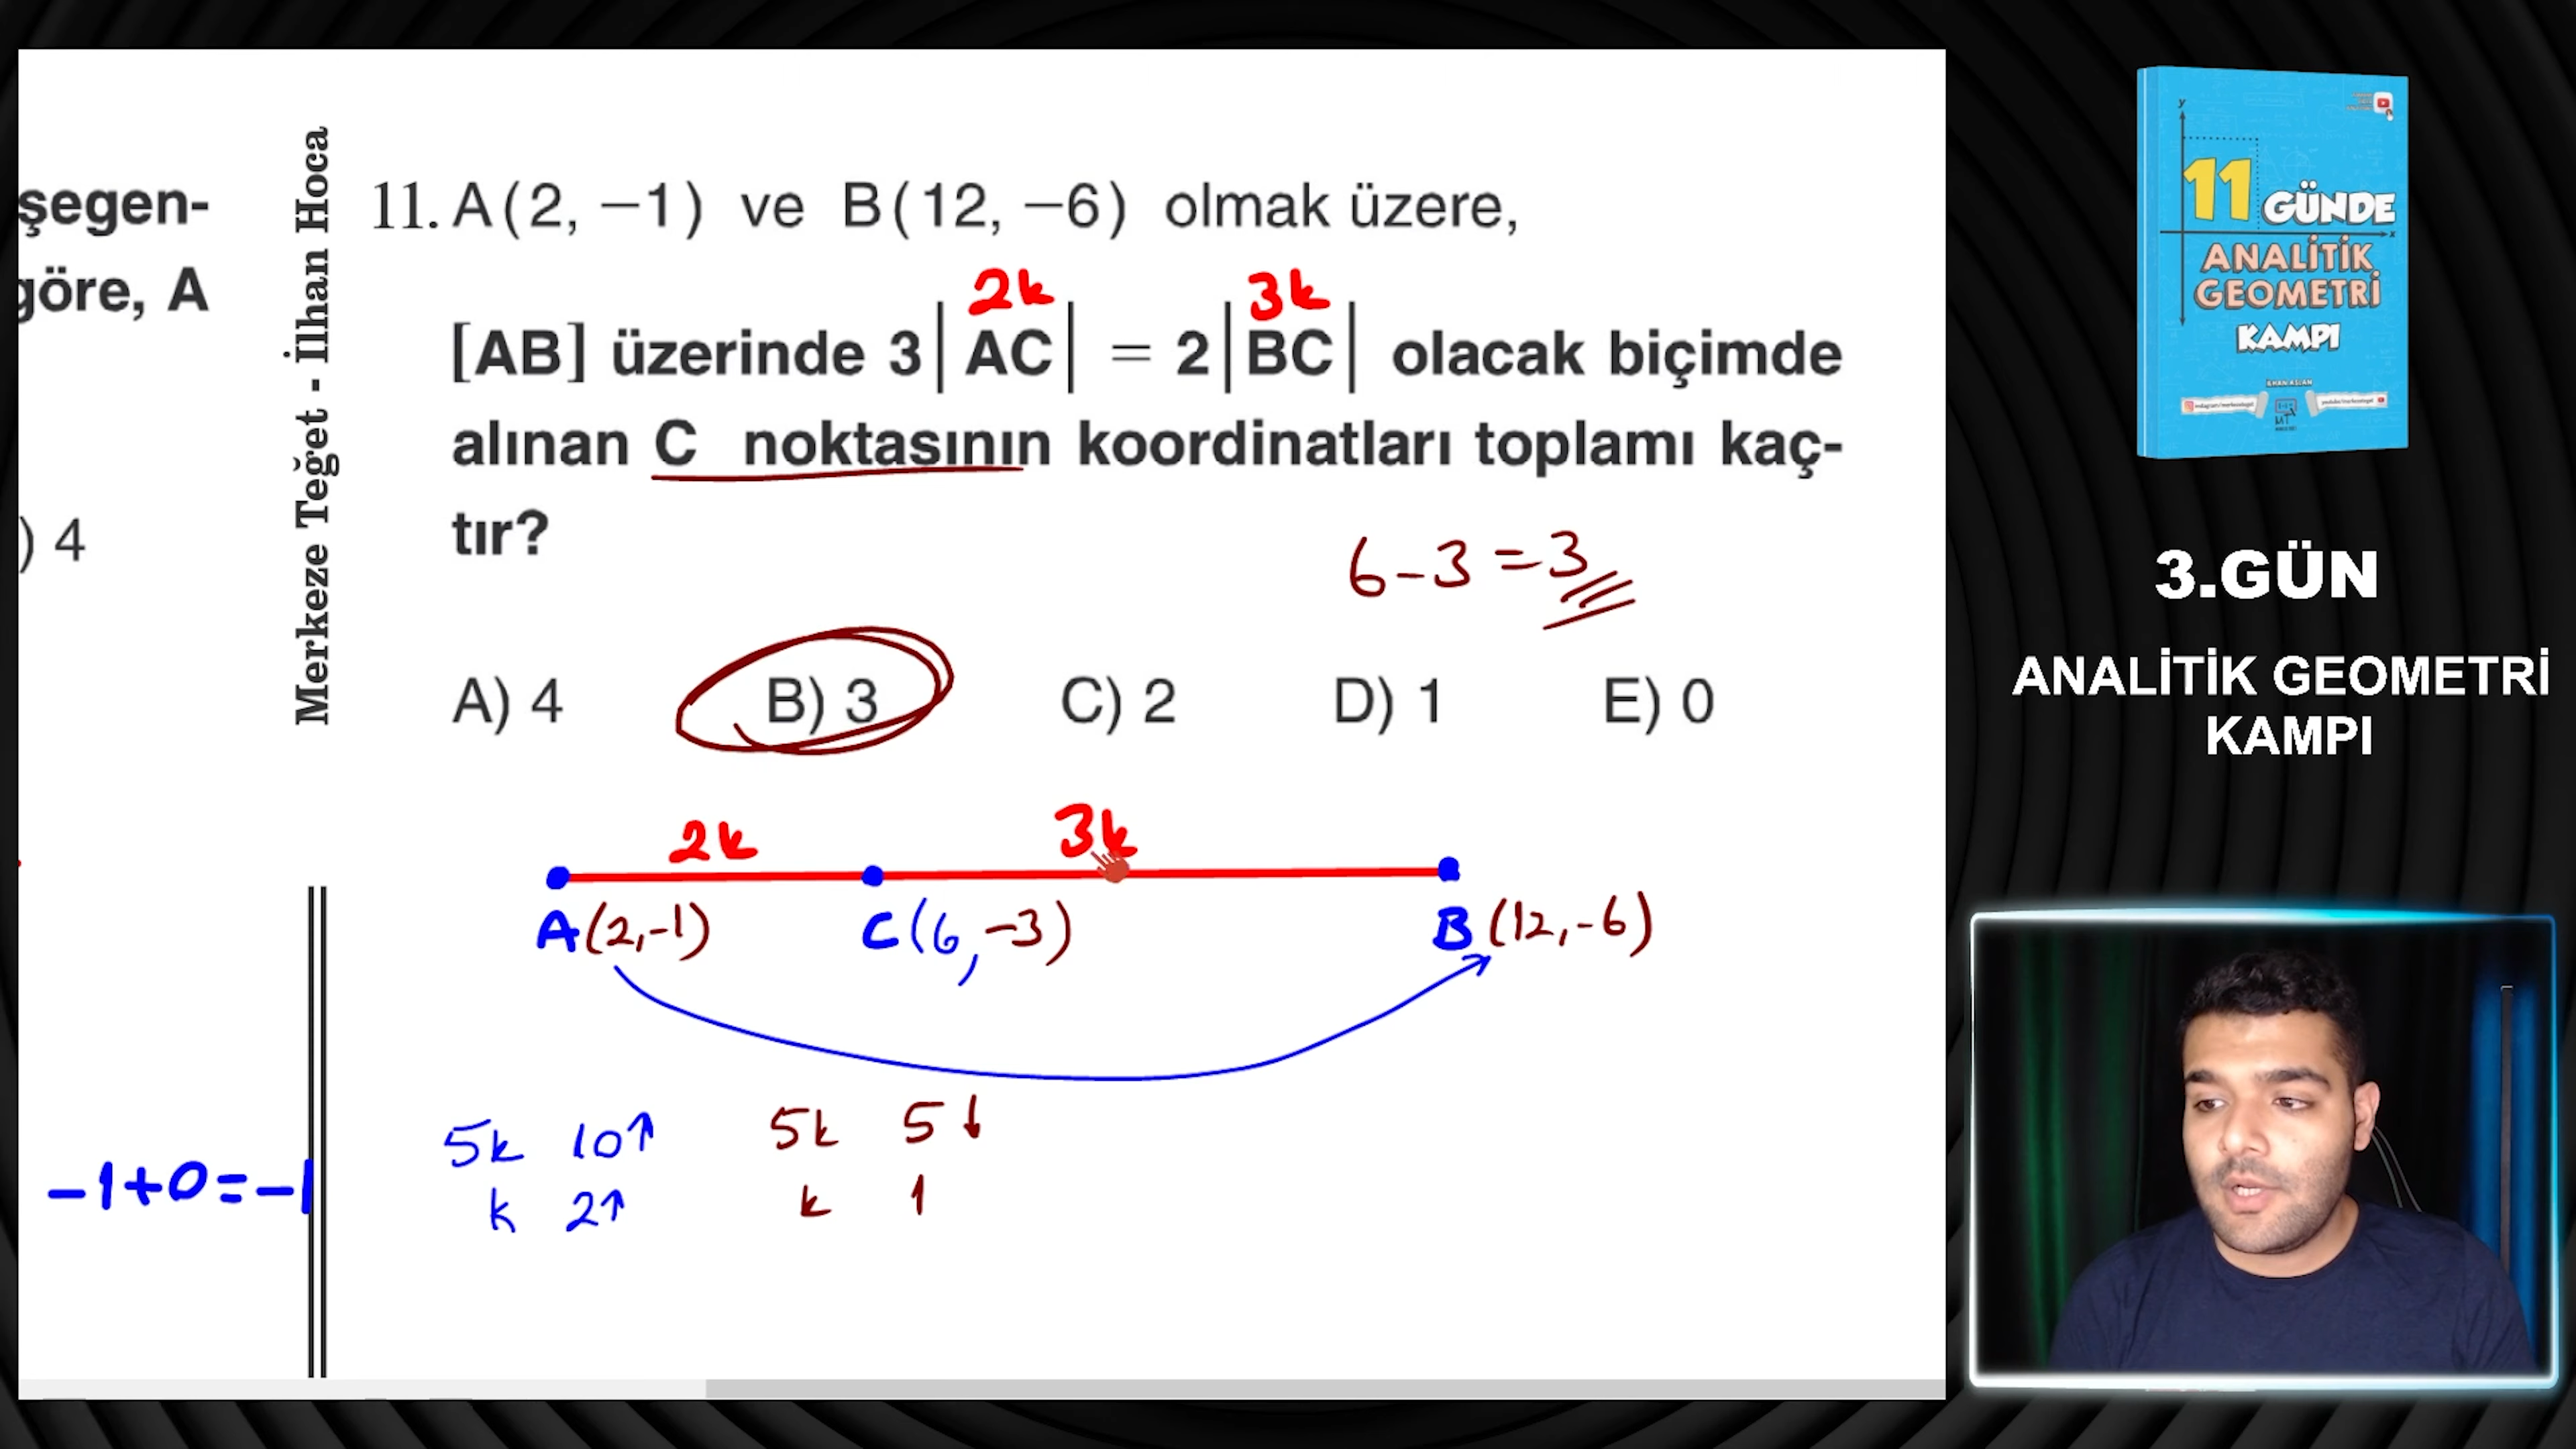 şegen-
göre, A
) 4
-1+0=-1
Merkeze Teğet - İlhan Hoca
11. A(2, −1) ve B(12, −6) olmak üzere,
2k 3k
[AB] üzerinde 3|AC| = 2|BC| olacak biçimde
alınan C noktasının koordinatları toplamı kaç-
tır?
6-3=3
A) 4 B) 3 C) 2 D) 1 E) 0
2k 3k
A(2,-1) C(6,-3) B(12,-6)
5k 10↑ 5k 5↓
k 2↑ k 1
y
11 GÜNDE
x
ANALİTİK
GEOMETRİ
KAMPI
İLHAN ASLAN
3.GÜN
ANALİTİK GEOMETRİ
KAMPI